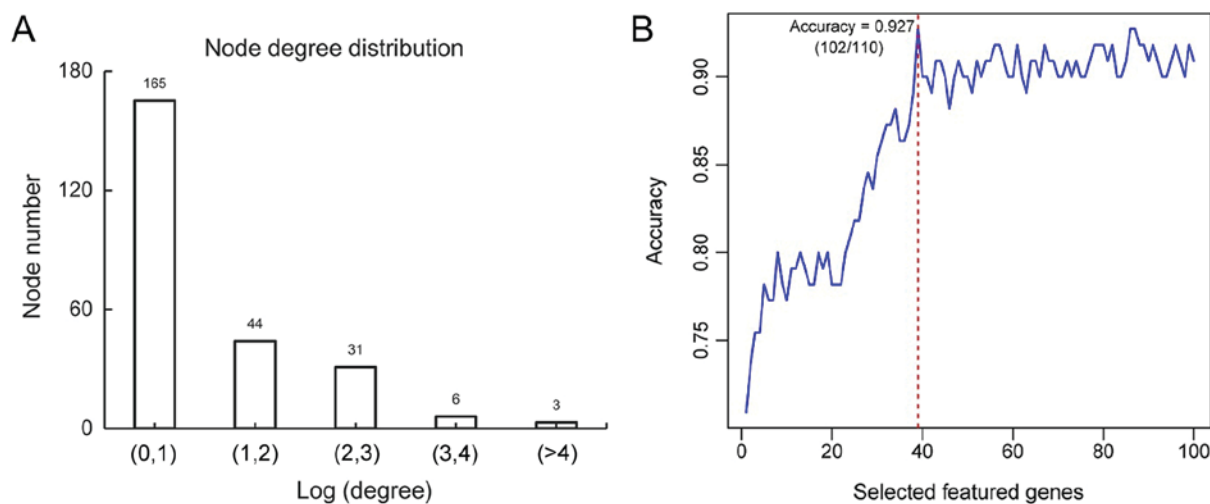 A
Node degree distribution
Node number
180
120
60
0
165
44
31
6
3
(0,1) (1,2) (2,3) (3,4) (>4)
Log (degree)
B
Accuracy = 0.927
(102/110)
Accuracy
0.90
0.85
0.80
0.75
0 20 40 60 80 100
Selected featured genes